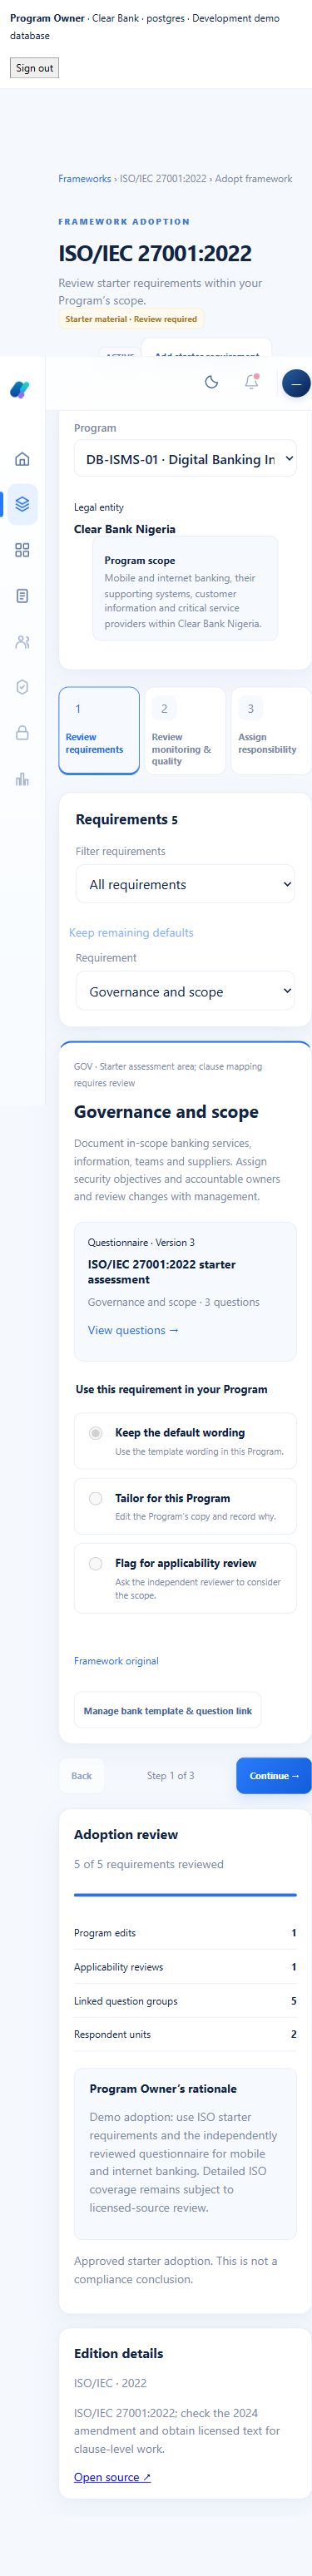 Program Owner · Clear Bank · postgres · Development demo
database
Sign out
Frameworks › ISO/IEC 27001:2022 › Adopt framework
FRAMEWORK ADOPTION
ISO/IEC 27001:2022
Review starter requirements within your
Program's scope.
Starter material · Review required
ACTIVE
Add starter requirement
Program
DB-ISMS-01 · Digital Banking In
Legal entity
Clear Bank Nigeria
Program scope
Mobile and internet banking, their
supporting systems, customer
information and critical service
providers within Clear Bank Nigeria.
1
Review
requirements
2
Review
monitoring &
quality
3
Assign
responsibility
Requirements 5
Filter requirements
All requirements
Keep remaining defaults
Requirement
Governance and scope
GOV · Starter assessment area; clause mapping
requires review
Governance and scope
Document in-scope banking services,
information, teams and suppliers. Assign
security objectives and accountable owners
and review changes with management.
Questionnaire · Version 3
ISO/IEC 27001:2022 starter
assessment
Governance and scope · 3 questions
View questions →
Use this requirement in your Program
Keep the default wording
Use the template wording in this Program.
Tailor for this Program
Edit the Program's copy and record why.
Flag for applicability review
Ask the independent reviewer to consider
the scope.
Framework original
Manage bank template & question link
Back
Step 1 of 3
Continue →
Adoption review
5 of 5 requirements reviewed
Program edits 1
Applicability reviews 1
Linked question groups 5
Respondent units 2
Program Owner's rationale
Demo adoption: use ISO starter
requirements and the independently
reviewed questionnaire for mobile
and internet banking. Detailed ISO
coverage remains subject to
licensed-source review.
Approved starter adoption. This is not a
compliance conclusion.
Edition details
ISO/IEC · 2022
ISO/IEC 27001:2022; check the 2024
amendment and obtain licensed text for
clause-level work.
Open source ↗